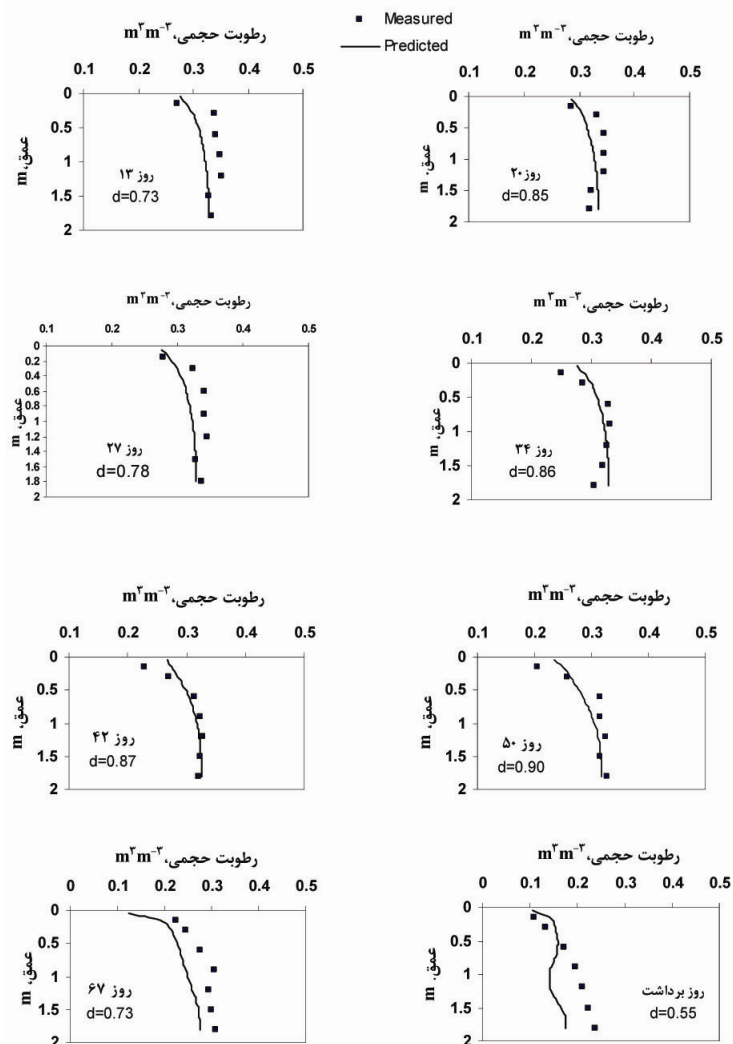 Measured
Predicted
رطوبت حجمی، m³m⁻³
0.1 0.2 0.3 0.4 0.5
عمق، m
0
0.5
1
1.5
2
روز ۱۳
d=0.73
رطوبت حجمی، m³m⁻³
0.1 0.2 0.3 0.4 0.5
عمق، m
0
0.5
1
1.5
2
روز ۲۰
d=0.85
رطوبت حجمی، m³m⁻³
0.1 0.2 0.3 0.4 0.5
عمق، m
0
0.2
0.4
0.6
0.8
1
1.2
1.4
1.6
1.8
2
روز ۲۷
d=0.78
رطوبت حجمی، m³m⁻³
0.1 0.2 0.3 0.4 0.5
عمق، m
0
0.5
1
1.5
2
روز ۳۴
d=0.86
رطوبت حجمی، m³m⁻³
0.1 0.2 0.3 0.4 0.5
عمق، m
0
0.5
1
1.5
2
روز ۴۲
d=0.87
رطوبت حجمی، m³m⁻³
0.1 0.2 0.3 0.4 0.5
عمق، m
0
0.5
1
1.5
2
روز ۵۰
d=0.90
رطوبت حجمی، m³m⁻³
0 0.1 0.2 0.3 0.4 0.5
عمق، m
0
0.5
1
1.5
2
روز ۶۷
d=0.73
رطوبت حجمی، m³m⁻³
0 0.1 0.2 0.3 0.4 0.5
عمق، m
0
0.5
1
1.5
2
روز برداشت
d=0.55